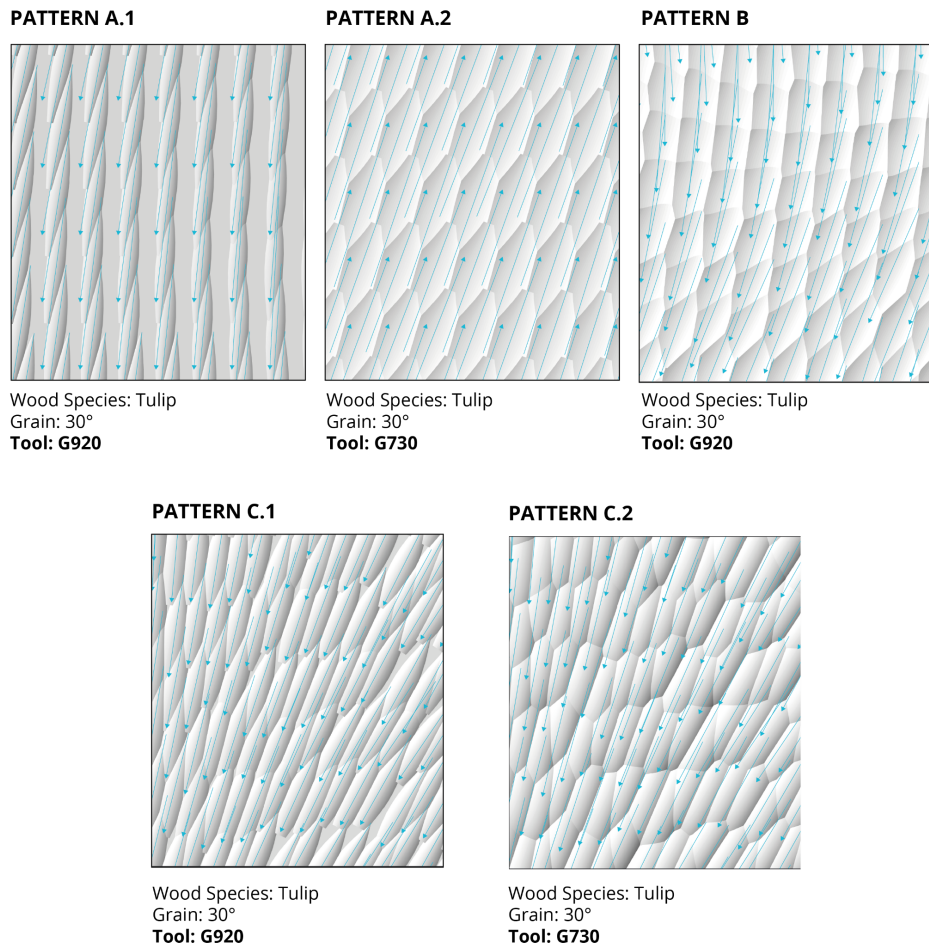 PATTERN A.1
Wood Species: Tulip
Grain: 30°
Tool: G920
PATTERN A.2
Wood Species: Tulip
Grain: 30°
Tool: G730
PATTERN B
Wood Species: Tulip
Grain: 30°
Tool: G920
PATTERN C.1
Wood Species: Tulip
Grain: 30°
Tool: G920
PATTERN C.2
Wood Species: Tulip
Grain: 30°
Tool: G730